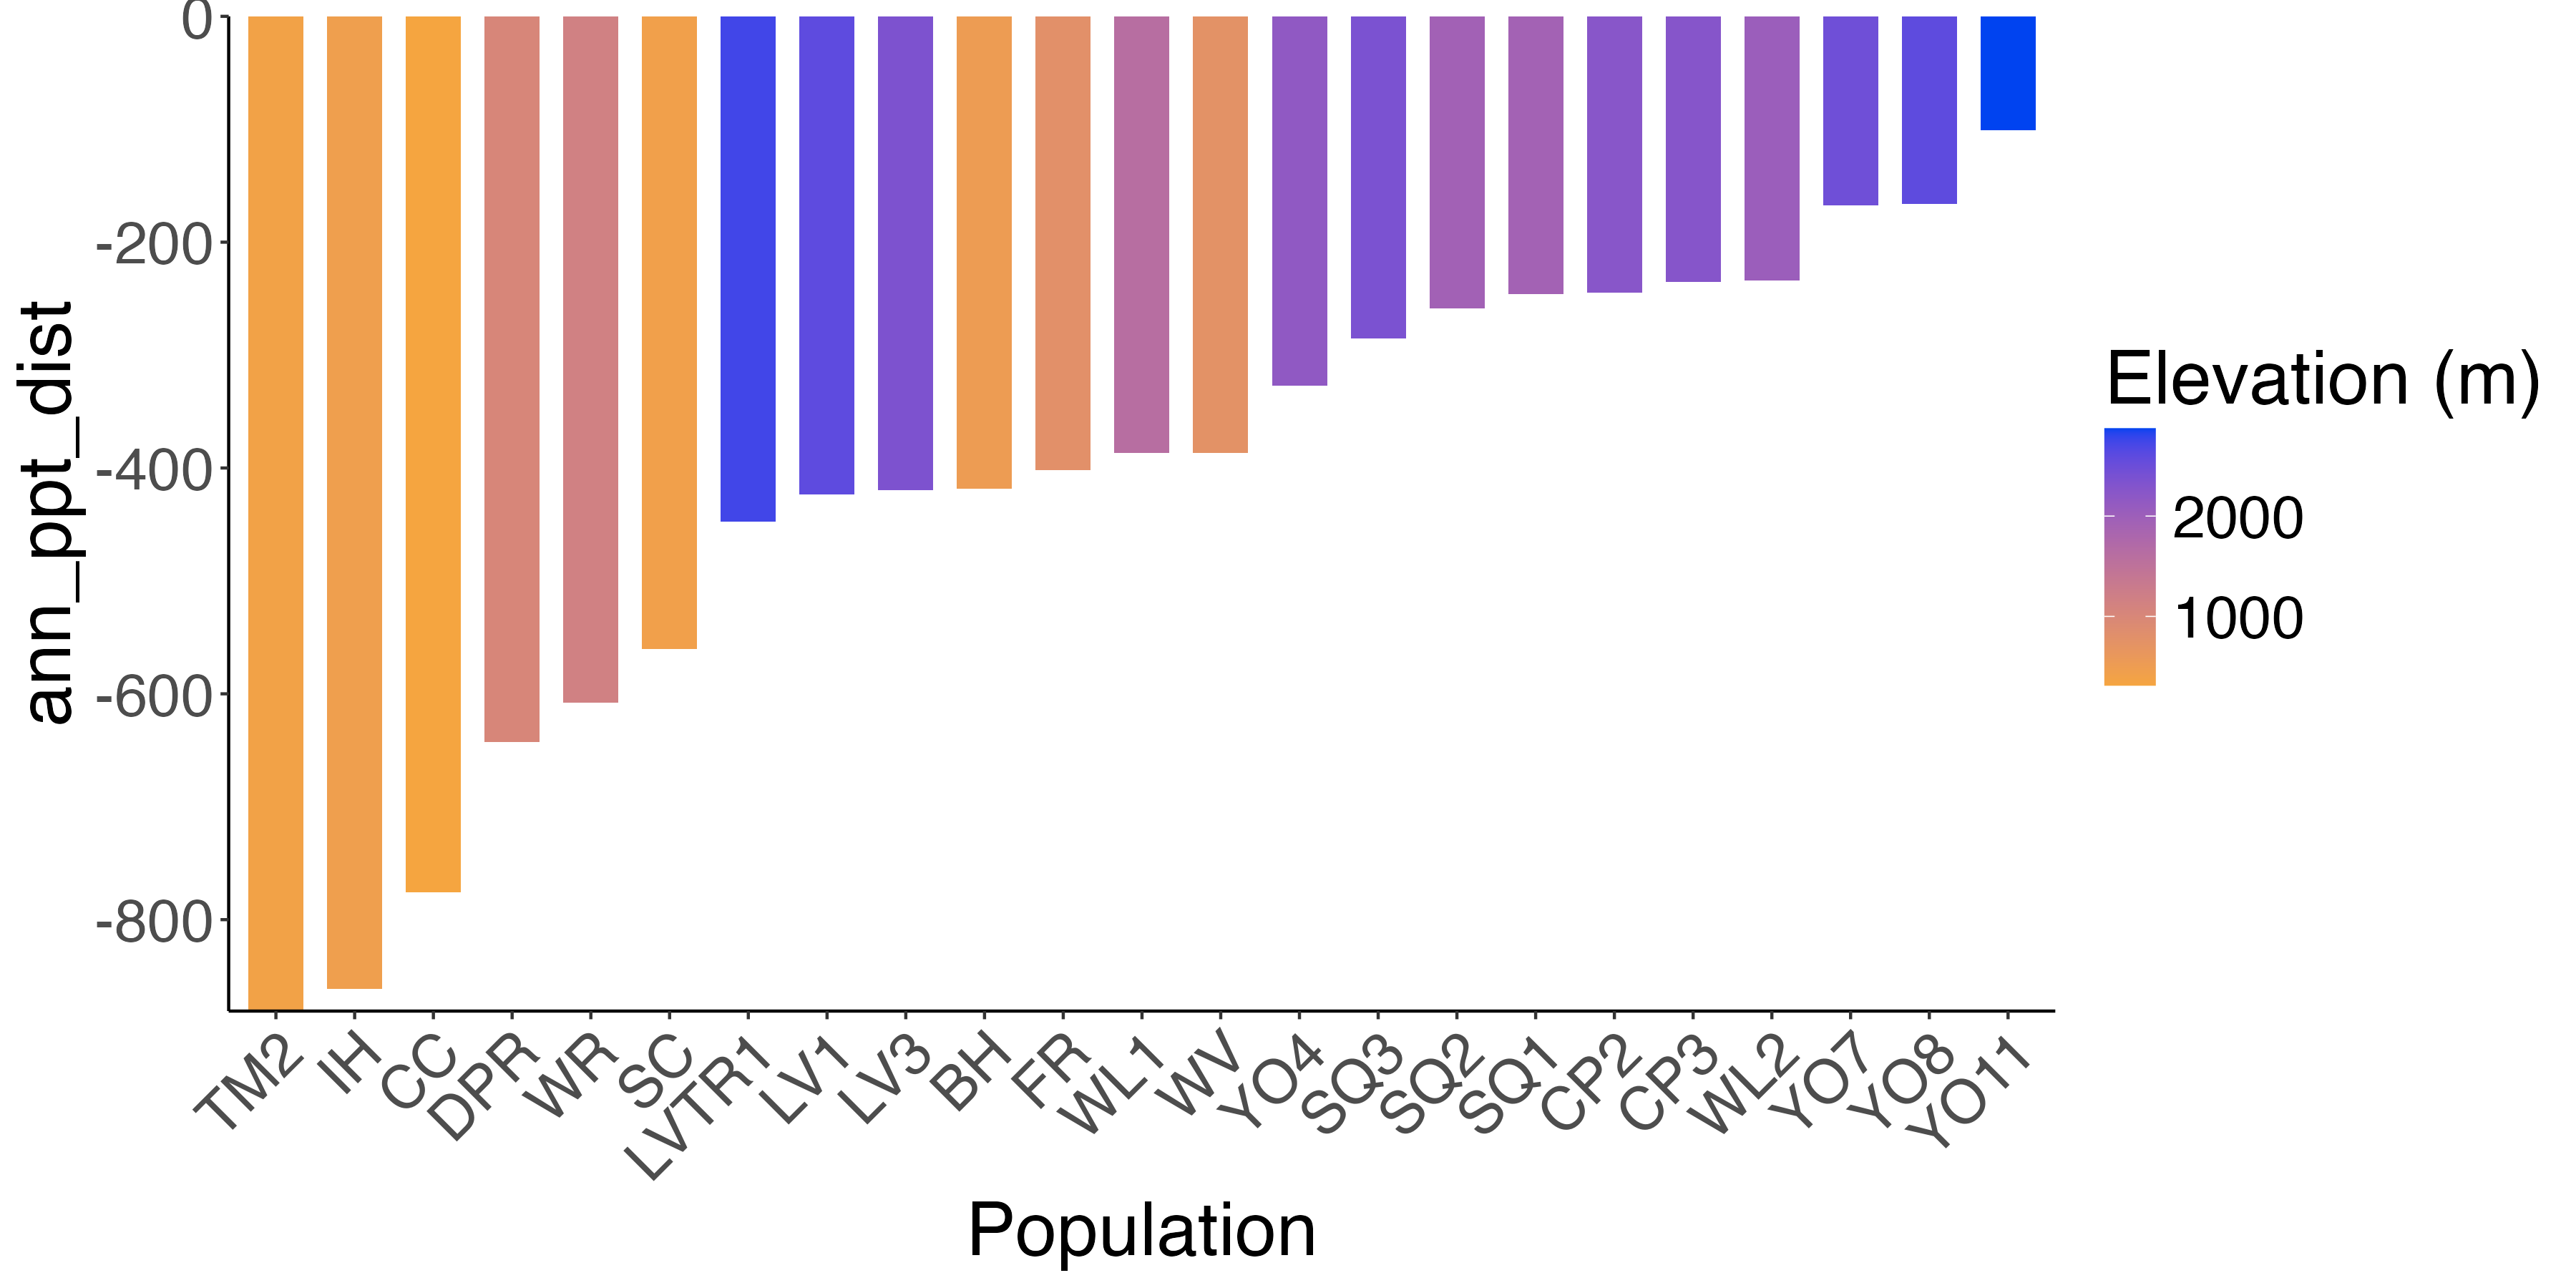 ann_ppt_dist
0
-200
-400
-600
-800
TM2
IH
CC
DPR
WR
SC
LVTR1
LV1
LV3
BH
FR
WL1
WV
YO4
SQ3
SQ2
SQ1
CP2
CP3
WL2
YO7
YO8
YO11
Population
Elevation (m)
2000
1000